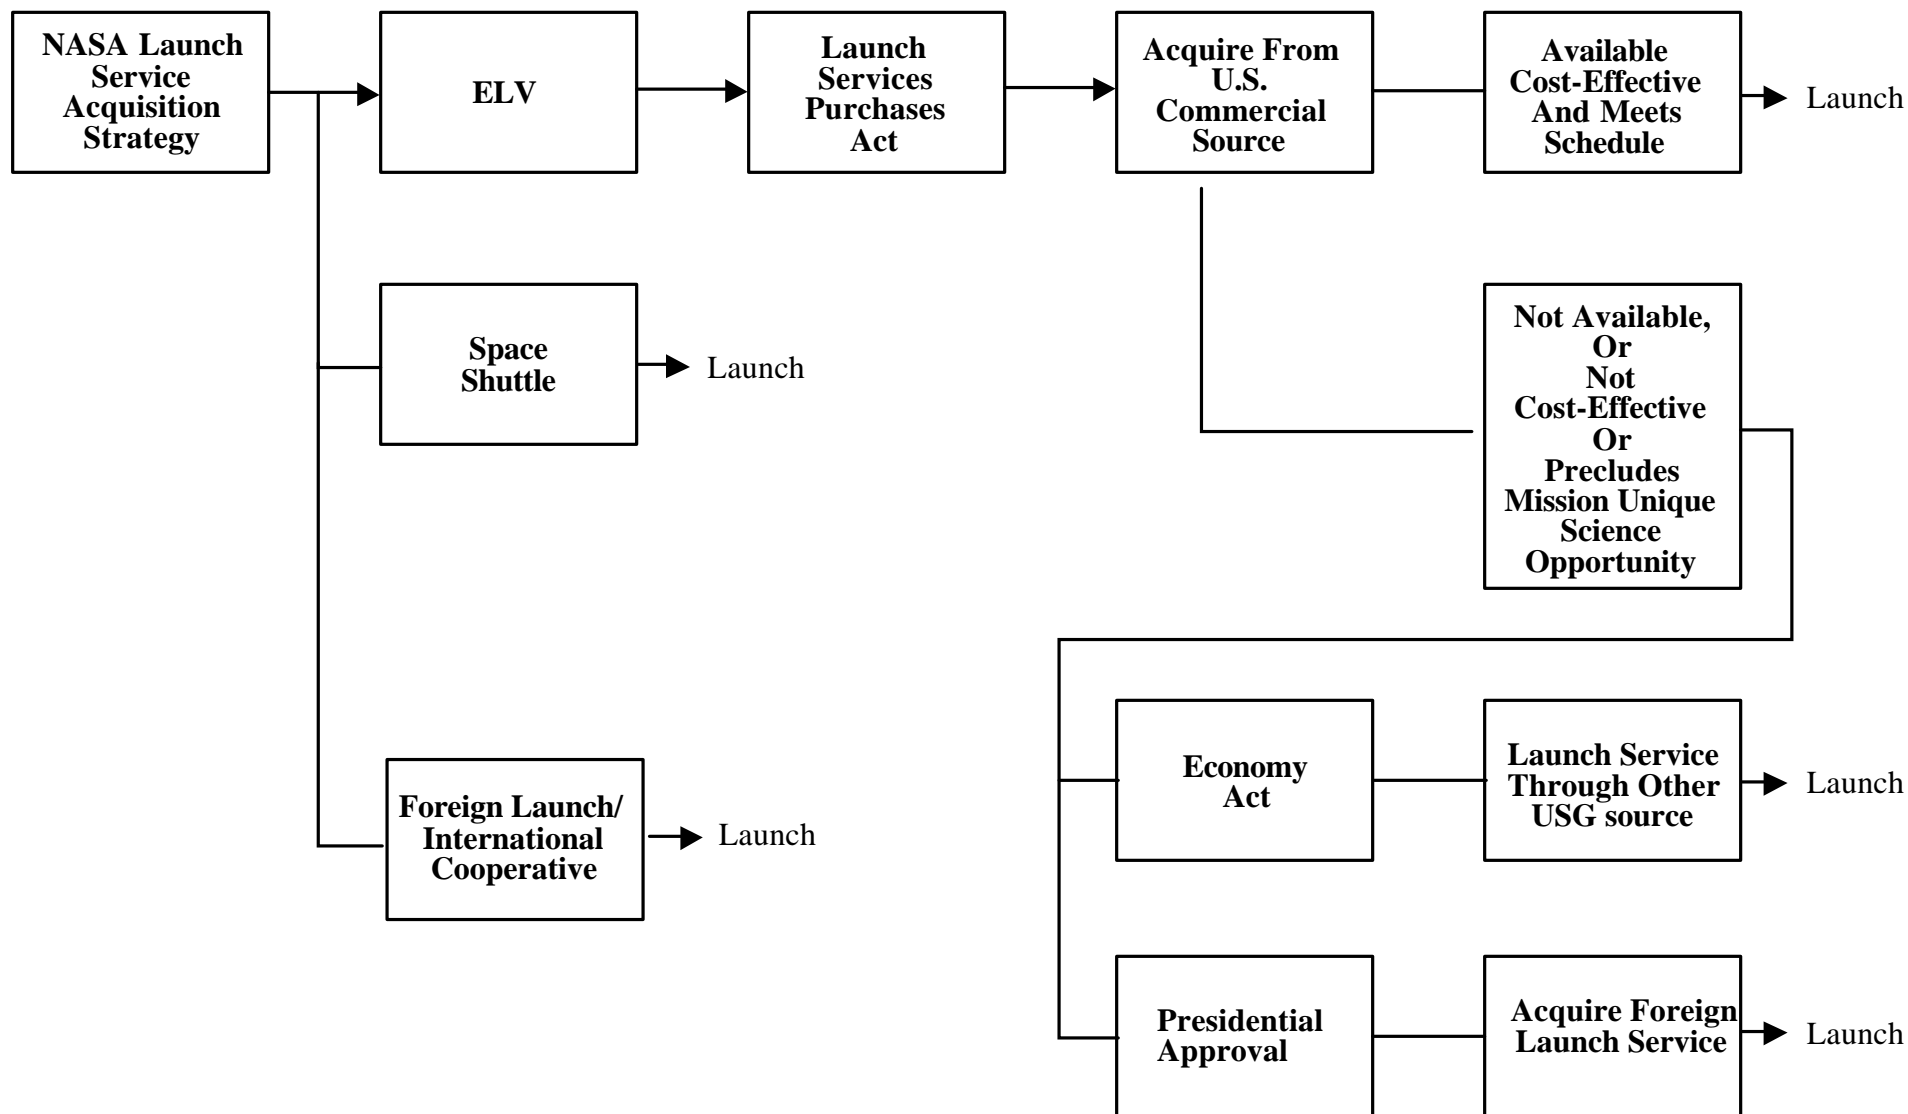 NASA Launch
Service
Acquisition
Strategy
ELV
Launch
Services
Purchases
Act
Acquire From
U.S.
Commercial
Source
Available
Cost-Effective
And Meets
Schedule
Launch
Space
Shuttle
Launch
Not Available,
Or
Not
Cost-Effective
Or
Precludes
Mission Unique
Science
Opportunity
Foreign Launch/
International
Cooperative
Launch
Economy
Act
Launch Service
Through Other
USG source
Launch
Presidential
Approval
Acquire Foreign
Launch Service
Launch